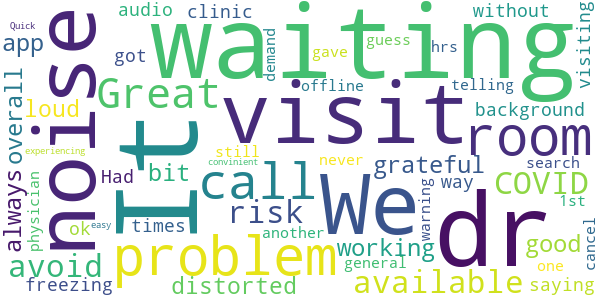 Quick
audio
clinic
without
app
got
demand
gave
guess
hrs
visiting
waiting
noise
overall
loud
Great
It
visit
offline
telling
background
room
always
experiencing
physician
Had
bit
call
still
convinient
never
grateful
way
search
COVID
1st
We
dr
risk
warning
ok
easy
times
another
working
good
cancel
avoid
problem
general
one
freezing
distorted
available
saying